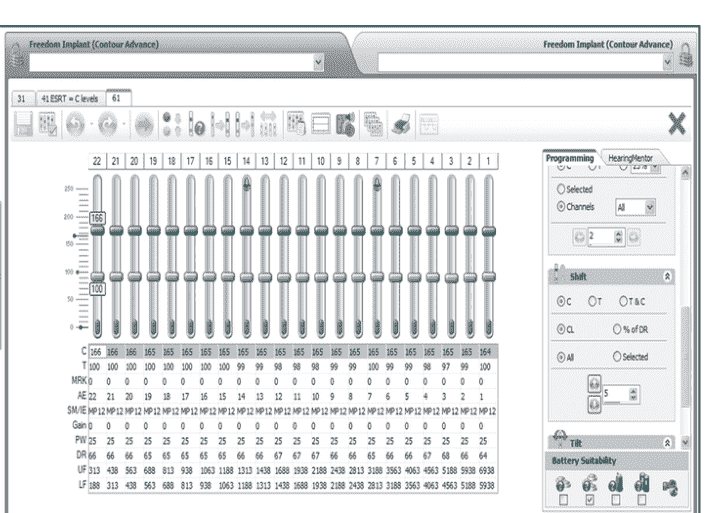 Freedom Implant (Contour Advance)
Freedom Implant (Contour Advance)
31 41 ESRT = C levels 61
22 21 20 19 18 17 16 15 14 13 12 11 10 9 8 7 6 5 4 3 2 1
250
200
150
100
50
0
166
100
C 166 166 166 165 165 165 165 165 165 165 165 165 165 165 165 165 165 165 165 165 165 164
T 100 100 100 100 100 100 100 99 99 98 98 98 99 99 99 100 99 99 98 97 99 100
MRK 0 0 0 0 0 0 0 0 0 0 0 0 0 0 0 0 0 0 0 0 0 0
AE 22 21 20 19 18 17 16 15 14 13 12 11 10 9 8 7 6 5 4 3 2 1
SM/IE MP12 MP12 MP12 MP12 MP12 MP12 MP12 MP12 MP12 MP12 MP12 MP12 MP12 MP12 MP12 MP12 MP12 MP12 MP12 MP12 MP12 MP12
Gain 0 0 0 0 0 0 0 0 0 0 0 0 0 0 0 0 0 0 0 0 0 0
PW 25 25 25 25 25 25 25 25 25 25 25 25 25 25 25 25 25 25 25 25 25 25
DR 66 66 66 65 65 65 65 66 66 67 67 67 66 66 66 65 66 66 67 68 66 64
UF 313 438 563 688 813 938 1063 1188 1313 1438 1688 1938 2188 2438 2813 3188 3563 4063 4563 5188 5938 6938
LF 188 313 438 563 688 813 938 1063 1188 1313 1438 1688 1938 2188 2438 2813 3188 3563 4063 4563 5188 5938
Programming HearingMentor
Selected
Channels All
2
Shift
C T T & C
CL % of DR
All Selected
5
Tilt
Battery Suitability